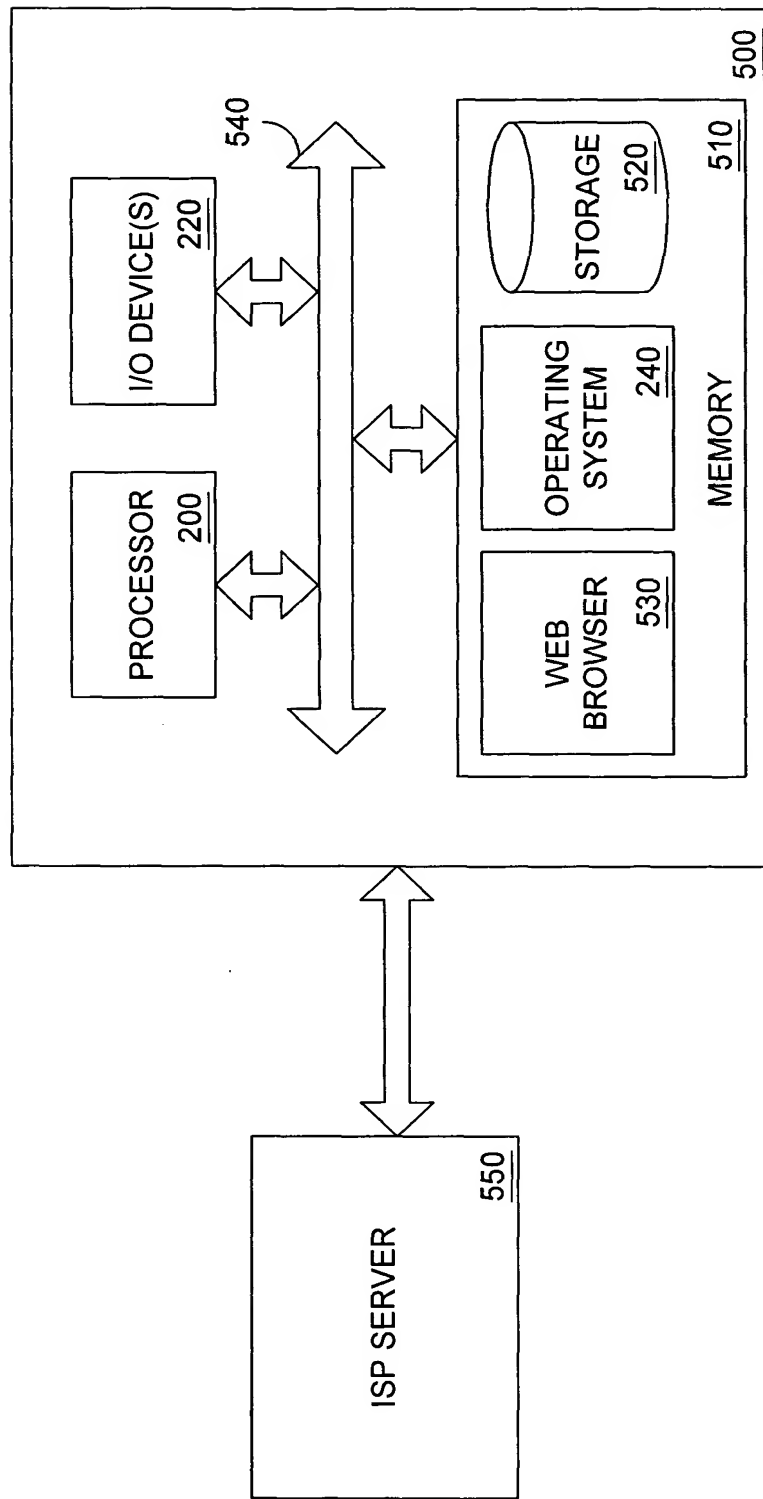 ISP SERVER
550
PROCESSOR
200
I/O DEVICE(S)
220
540
WEB
BROWSER
530
OPERATING
SYSTEM
240
STORAGE
520
MEMORY
510
500